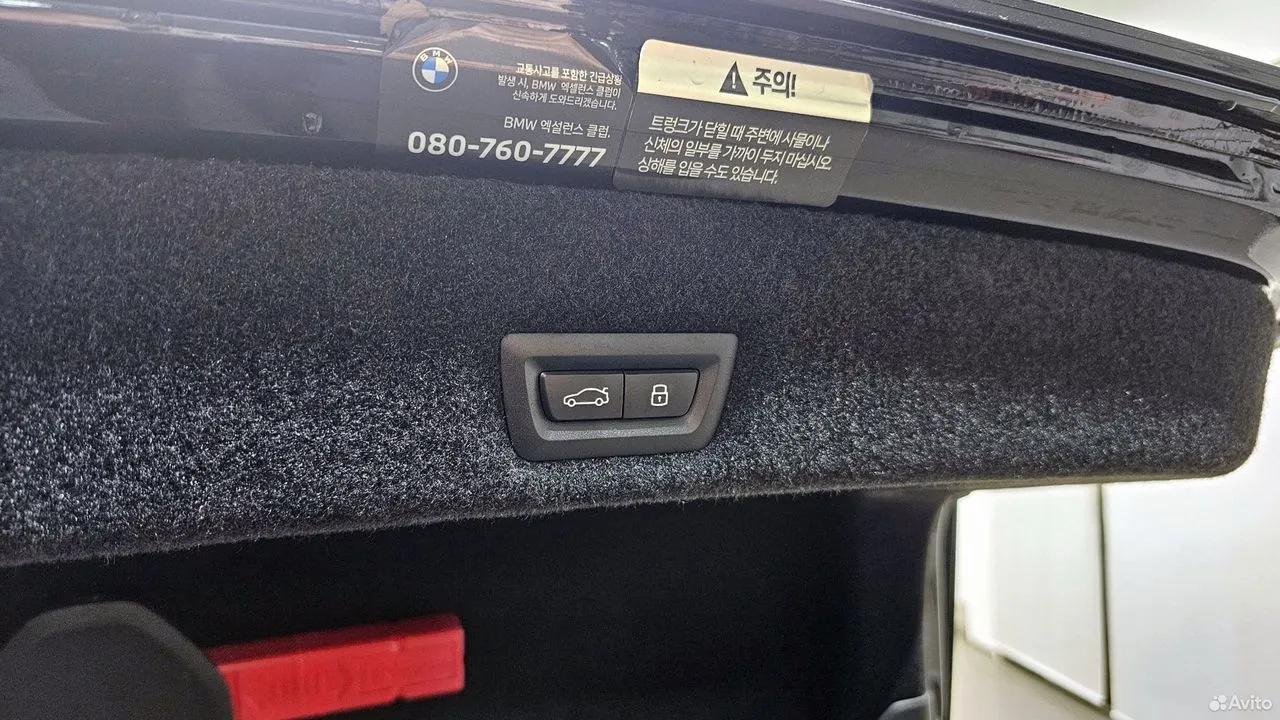 BMW
교통사고를 포함한 긴급상황
발생 시, BMW 엑설런스 클럽이
신속하게 도와드리겠습니다.
BMW 엑설런스 클럽
080-760-7777
주의!
트렁크가 닫힐 때 주변에 사물이나
신체의 일부를 가까이 두지 마십시오.
상해를 입을 수도 있습니다.
Avito